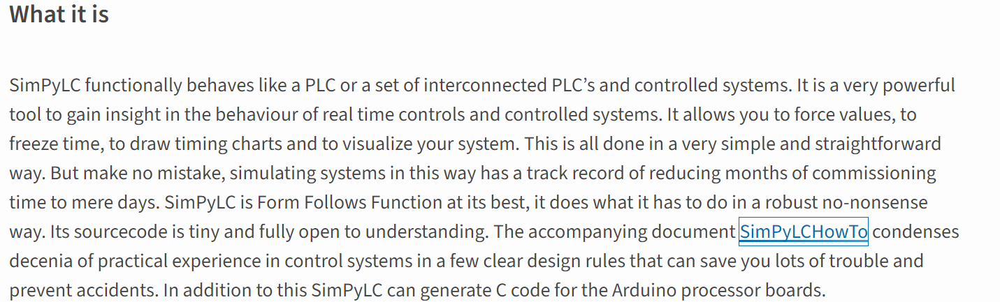 What it is
SimPyLC functionally behaves like a PLC or a set of interconnected PLC’s and controlled systems. It is a very powerful
tool to gain insight in the behaviour of real time controls and controlled systems. It allows you to force values, to
freeze time, to draw timing charts and to visualize your system. This is all done in a very simple and straightforward
way. But make no mistake, simulating systems in this way has a track record of reducing months of commissioning
time to mere days. SimPyLC is Form Follows Function at its best, it does what it has to do in a robust no-nonsense
way. Its sourcecode is tiny and fully open to understanding. The accompanying document SimPyLCHowTo condenses
decenia of practical experience in control systems in a few clear design rules that can save you lots of trouble and
prevent accidents. In addition to this SimPyLC can generate C code for the Arduino processor boards.